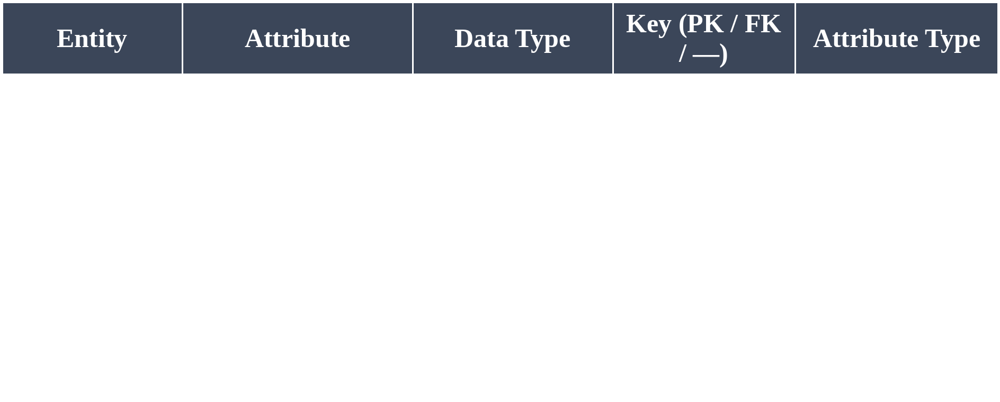 Entity
Attribute
Data Type
Key (PK / FK
/ —)
Attribute Type